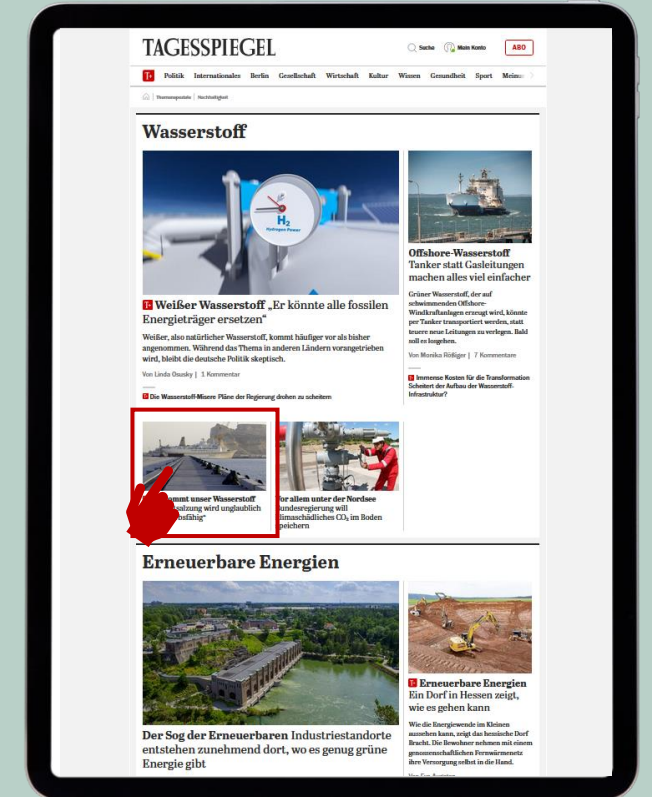 TAGESSPIEGEL
Suche
Mein Konto
ABO
T+ Politik Internationales Berlin Gesellschaft Wirtschaft Kultur Wissen Gesundheit Sport
Themenspeziale | Nachhaltigkeit
Wasserstoff
H2
Hydrogen Power
T+ Weißer Wasserstoff „Er könnte alle fossilen
Energieträger ersetzen“
Weißer, also natürlicher Wasserstoff, kommt häufiger vor als bisher
angenommen. Während das Thema in anderen Ländern vorangetrieben
wird, bleibt die deutsche Politik skeptisch.
Von Linda Osusky | 1 Kommentar
T+ Die Wasserstoff-Misere Pläne der Regierung drohen zu scheitern
Offshore-Wasserstoff
Tanker statt Gasleitungen
machen alles viel einfacher
Grüner Wasserstoff, der auf
schwimmenden Offshore-
Windkraftanlagen erzeugt wird, könnte
per Tanker transportiert werden, statt
teuere neue Leitungen zu verlegen. Bald
soll es losgehen.
Von Monika Rößiger | 7 Kommentare
T+ Immense Kosten für die Transformation
Scheitert der Aufbau der Wasserstoff-
Infrastruktur?
unser Wasserstoff
wird unglaublich
Vor allem unter der Nordsee
Bundesregierung will
klimaschädliches CO₂ im Boden
speichern
Erneuerbare Energien
Der Sog der Erneuerbaren Industriestandorte
entstehen zunehmend dort, wo es genug grüne
Energie gibt
T+ Erneuerbare Energien
Ein Dorf in Hessen zeigt,
wie es gehen kann
Wie die Energiewende im Kleinen
aussehen kann, zeigt das hessische Dorf
Bracht. Die Bewohner nehmen mit einem
genossenschaftlichen Fernwärmenetz
ihre Versorgung selbst in die Hand.